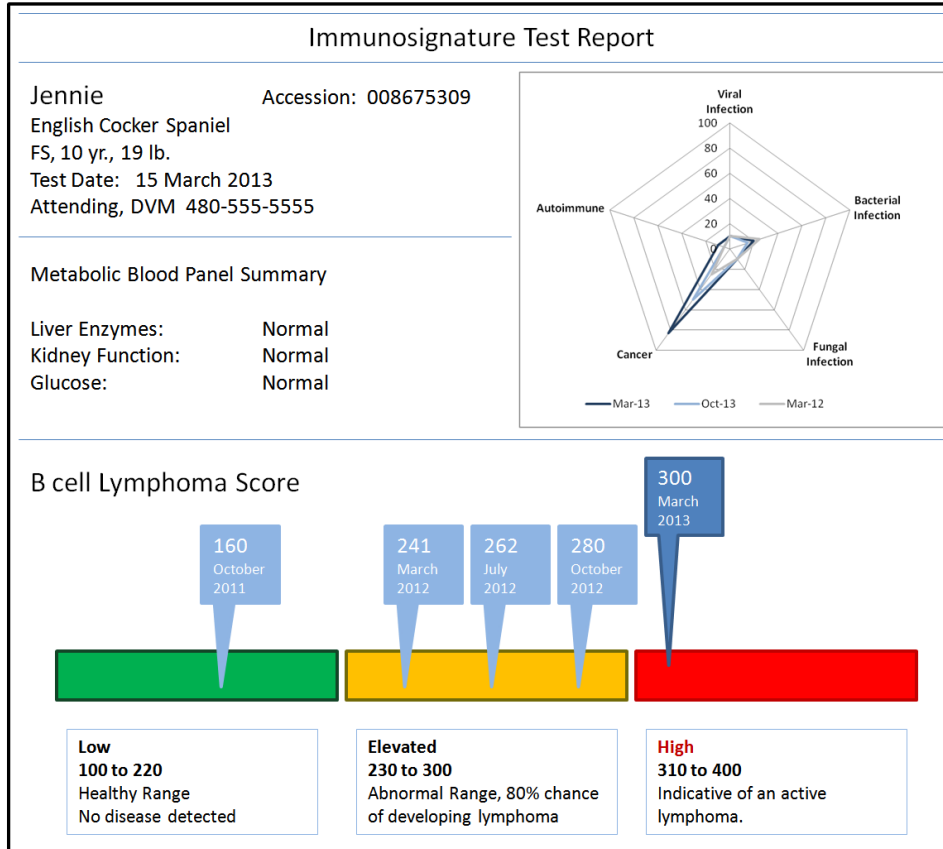 Immunosignature Test Report
Jennie Accession: 008675309
English Cocker Spaniel
FS, 10 yr., 19 lb.
Test Date: 15 March 2013
Attending, DVM 480-555-5555
Metabolic Blood Panel Summary
Liver Enzymes: Normal
Kidney Function: Normal
Glucose: Normal
Viral
Infection
100
80
60
40
20
0
Autoimmune
Bacterial
Infection
Cancer
Fungal
Infection
Mar-13 Oct-13 Mar-12
B cell Lymphoma Score
160
October
2011
241
March
2012
262
July
2012
280
October
2012
300
March
2013
Low
100 to 220
Healthy Range
No disease detected
Elevated
230 to 300
Abnormal Range, 80% chance
of developing lymphoma
High
310 to 400
Indicative of an active
lymphoma.